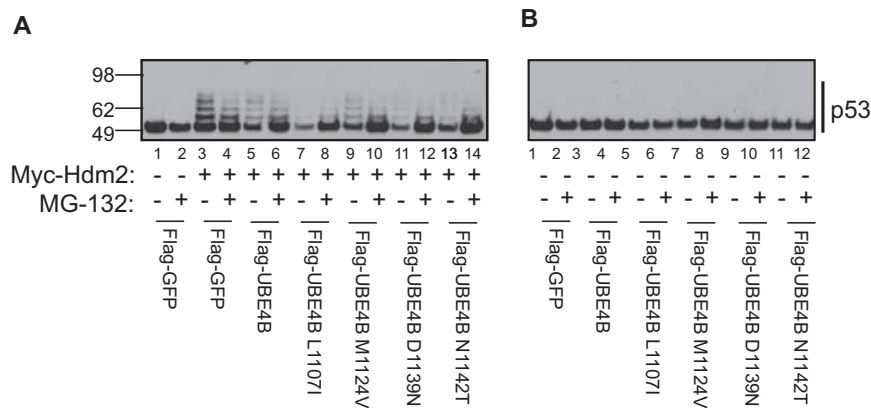 A
B
98
62
49
p53
1 2 3 4 5 6 7 8 9 10 11 12 13 14
1 2 3 4 5 6 7 8 9 10 11 12
Myc-Hdm2: - - + + + + + + + + + + + +
- - - - - - - - - - - -
MG-132: - + - + - + - + - + - + - +
- + - + - + - + - + - +
Flag-GFP
Flag-GFP
Flag-UBE4B
Flag-UBE4B L1107I
Flag-UBE4B M1124V
Flag-UBE4B D1139N
Flag-UBE4B N1142T
Flag-GFP
Flag-UBE4B
Flag-UBE4B L1107I
Flag-UBE4B M1124V
Flag-UBE4B D1139N
Flag-UBE4B N1142T